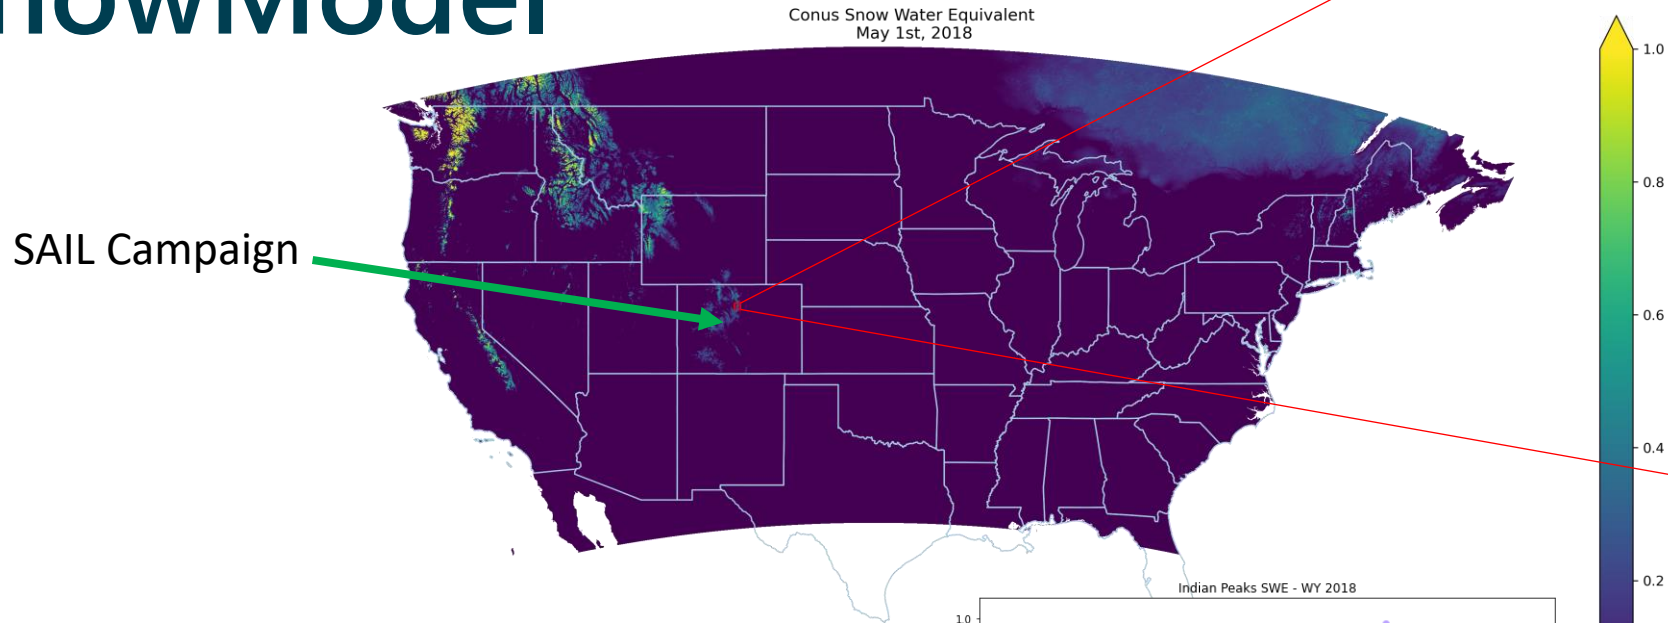 nowModel
Conus Snow Water Equivalent
May 1st, 2018
1.0
0.8
SAIL Campaign
0.6
0.4
0.2
Indian Peaks SWE - WY 2018
1.0